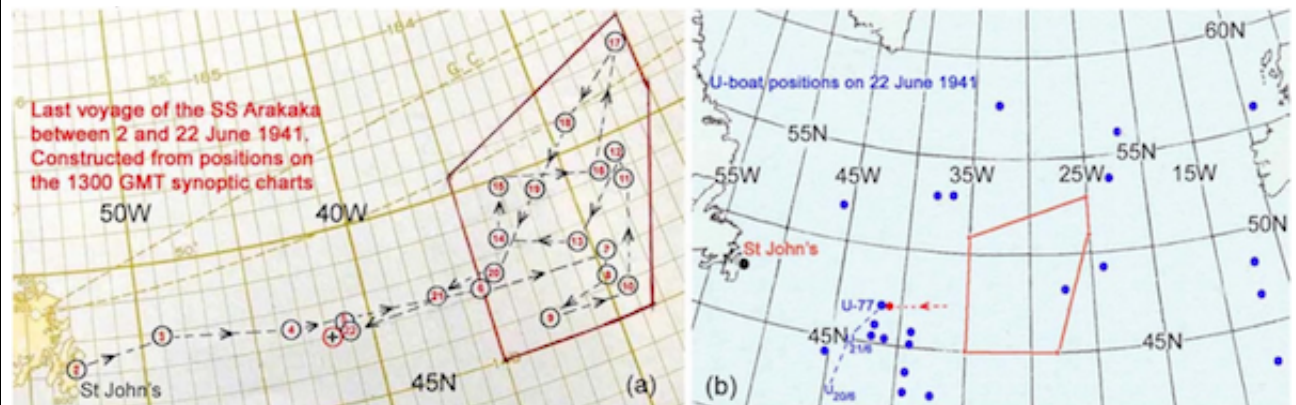 Last voyage of the SS Arakaka
between 2 and 22 June 1941.
Constructed from positions on
the 1300 GMT synoptic charts
50W
40W
50°
45N
St John's
(a)
17
18
12
16
11
15
19
14
13
7
20
8
6
10
21
9
5
4
22
3
2
60N
U-boat positions on 22 June 1941
55N
55N
55W
45W
35W
25W
15W
50N
St John's
U-77
45N
21/6
45N
U20/6
(b)